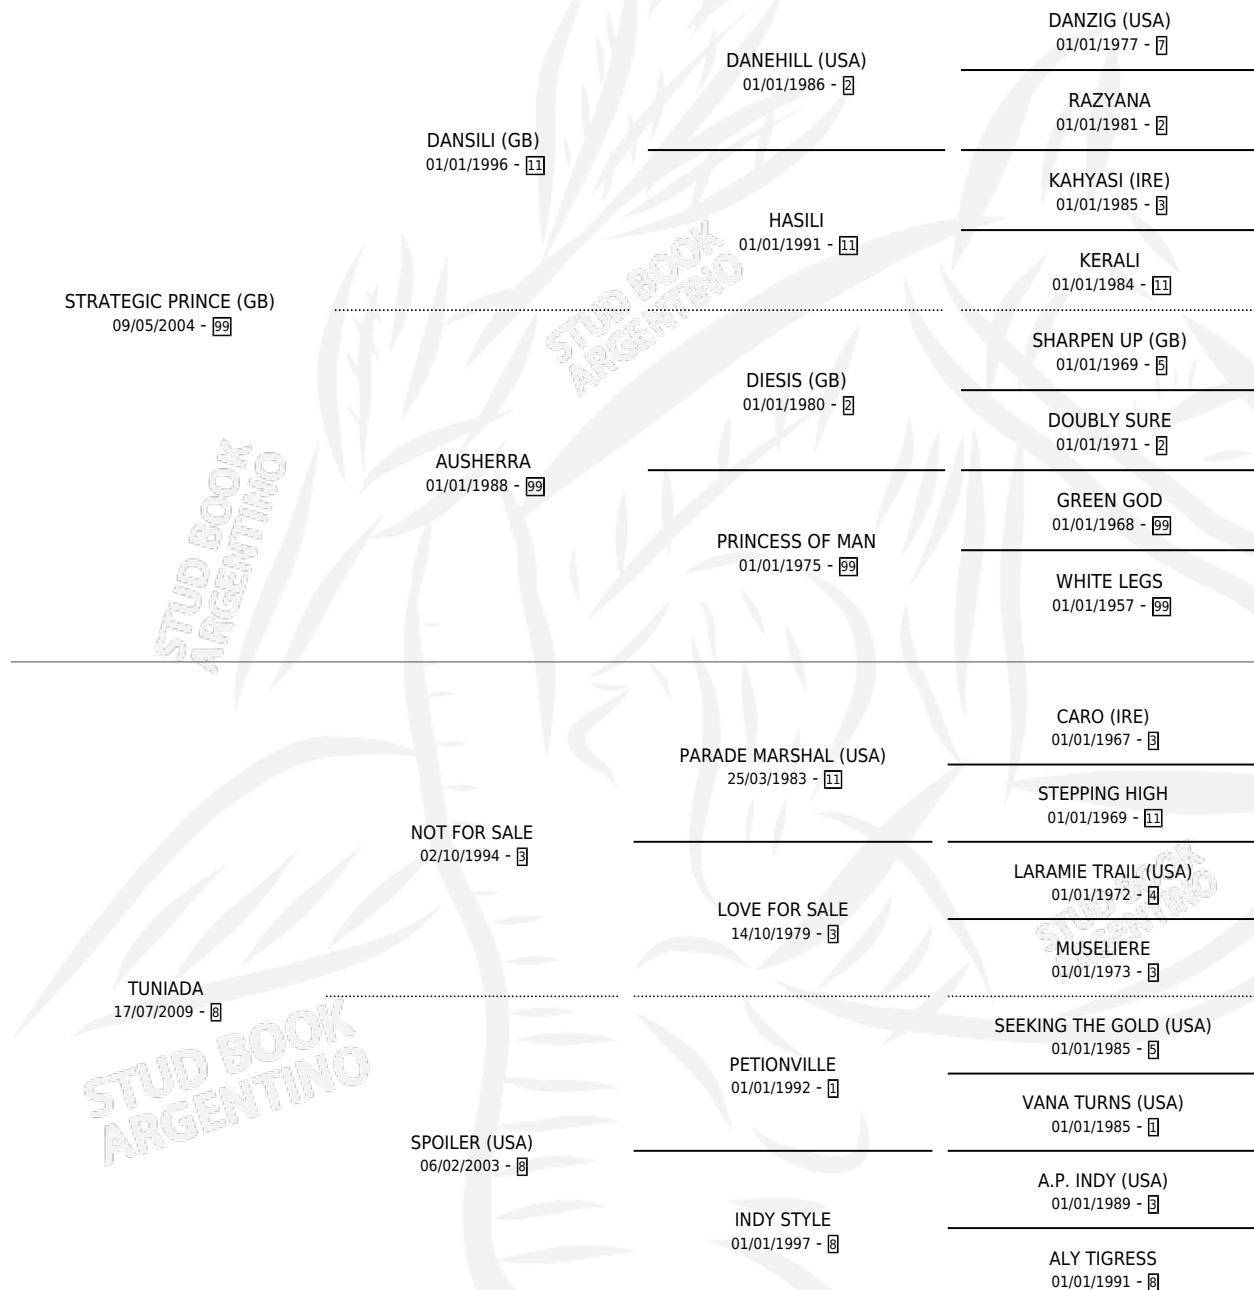 STRATEGIC PRINCE (GB)
09/05/2004 - 99
DANSILI (GB)
01/01/1996 - 11
DANEHILL (USA)
01/01/1986 - 2
DANZIG (USA)
01/01/1977 - 7
RAZYANA
01/01/1981 - 2
HASILI
01/01/1991 - 11
KAHYASI (IRE)
01/01/1985 - 3
KERALI
01/01/1984 - 11
AUSHERRA
01/01/1988 - 99
DIESIS (GB)
01/01/1980 - 2
SHARPEN UP (GB)
01/01/1969 - 5
DOUBLY SURE
01/01/1971 - 2
PRINCESS OF MAN
01/01/1975 - 99
GREEN GOD
01/01/1968 - 99
WHITE LEGS
01/01/1957 - 99
TUNIADA
17/07/2009 - 8
NOT FOR SALE
02/10/1994 - 3
PARADE MARSHAL (USA)
25/03/1983 - 11
CARO (IRE)
01/01/1967 - 3
STEPPING HIGH
01/01/1969 - 11
LOVE FOR SALE
14/10/1979 - 3
LARAMIE TRAIL (USA)
01/01/1972 - 4
MUSELIERE
01/01/1973 - 3
SPOILER (USA)
06/02/2003 - 8
PETIONVILLE
01/01/1992 - 1
SEEKING THE GOLD (USA)
01/01/1985 - 5
VANA TURNS (USA)
01/01/1985 - 1
INDY STYLE
01/01/1997 - 8
A.P. INDY (USA)
01/01/1989 - 3
ALY TIGRESS
01/01/1991 - 8
STUD BOOK
ARGENTINO
STUD BOOK
ARGENTINO
STUD BOOK
ARGENTINO
STUD BOOK
ARGENTINO